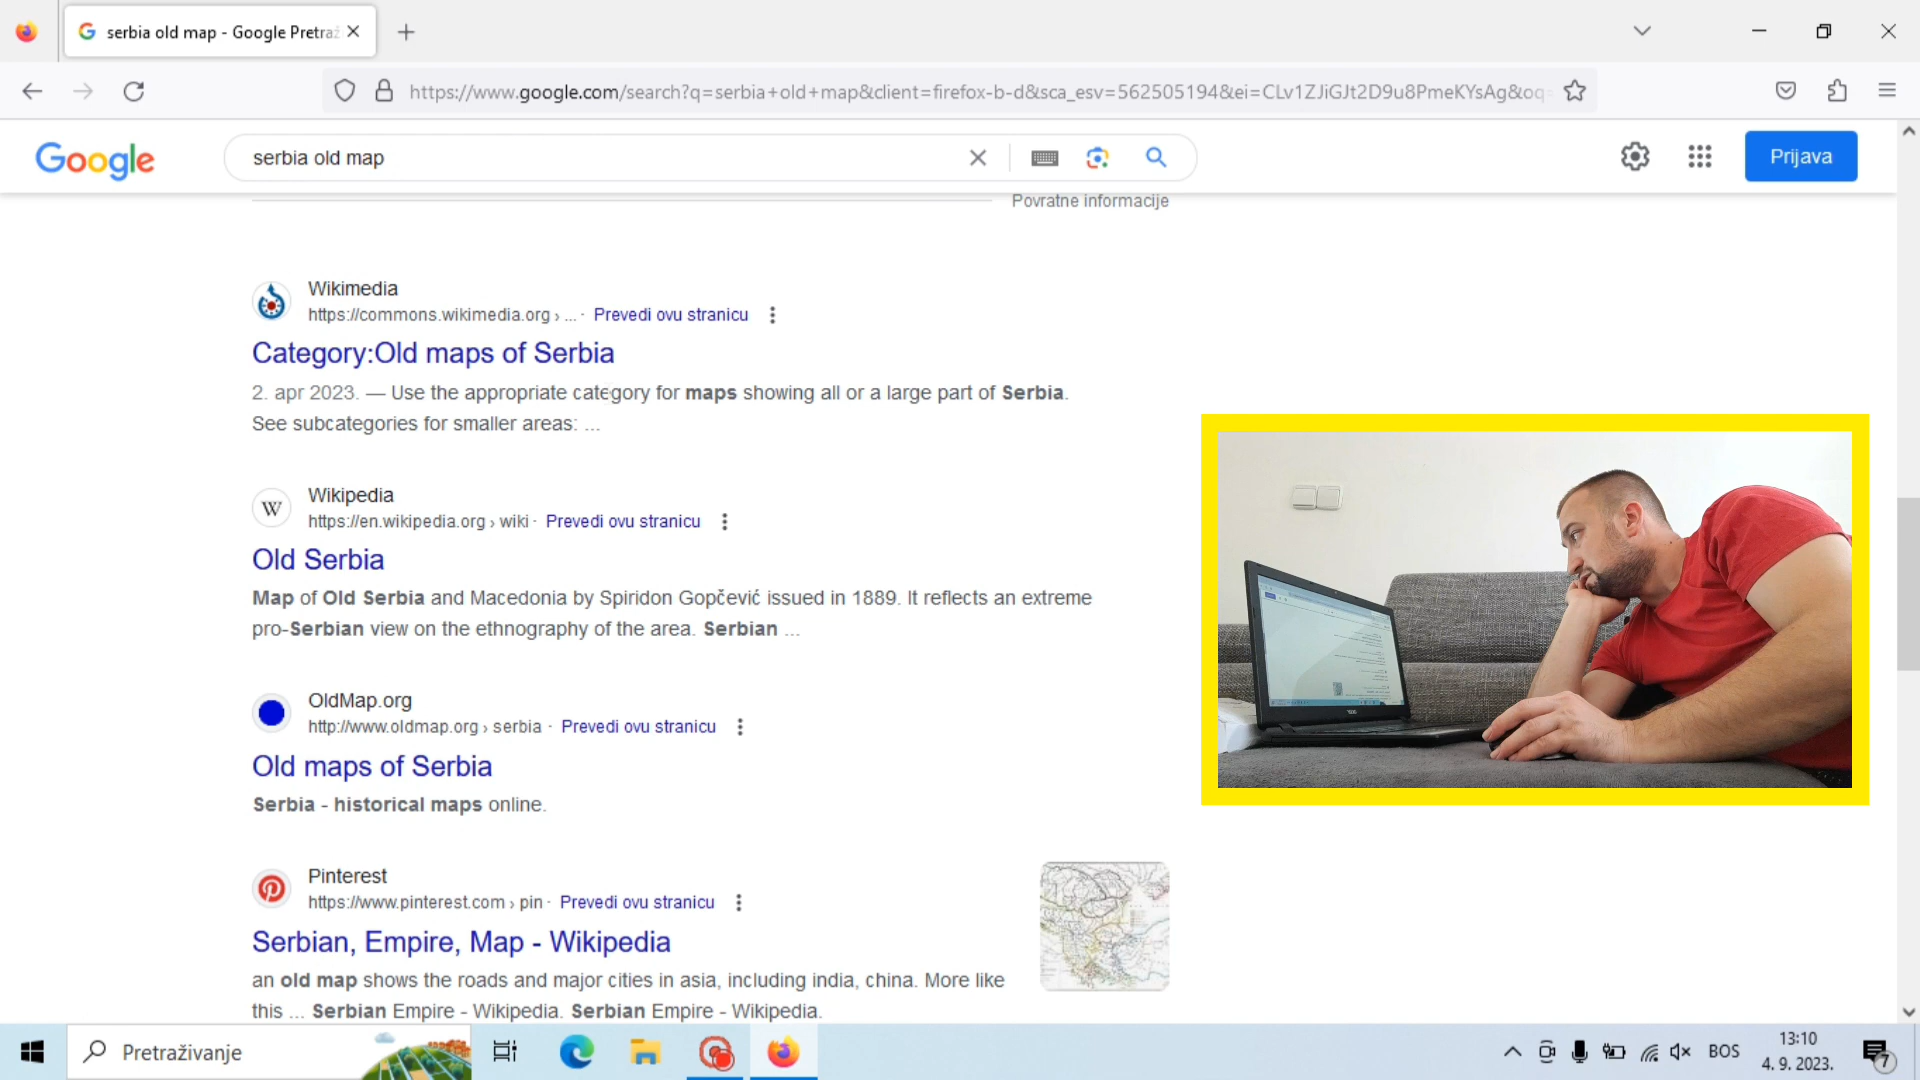 serbia old map - Google Pretraž
https://www.google.com/search?q=serbia+old+map&client=firefox-b-d&sca_esv=562505194&ei=CLv1ZJiGJt2D9u8PmeKYsAg&oq=
Google
serbia old map
Prijava
Povratne informacije
Wikimedia
https://commons.wikimedia.org › ... · Prevedi ovu stranicu
Category:Old maps of Serbia
2. apr 2023. — Use the appropriate category for maps showing all or a large part of Serbia.
See subcategories for smaller areas: ...
W
Wikipedia
https://en.wikipedia.org › wiki · Prevedi ovu stranicu
Old Serbia
Map of Old Serbia and Macedonia by Spiridon Gopčević issued in 1889. It reflects an extreme
pro-Serbian view on the ethnography of the area. Serbian ...
OldMap.org
http://www.oldmap.org › serbia · Prevedi ovu stranicu
Old maps of Serbia
Serbia - historical maps online.
Pinterest
https://www.pinterest.com › pin · Prevedi ovu stranicu
Serbian, Empire, Map - Wikipedia
an old map shows the roads and major cities in asia, including india, china. More like
this ... Serbian Empire - Wikipedia. Serbian Empire - Wikipedia.
Pretraživanje
BOS
13:10
4. 9. 2023.
7